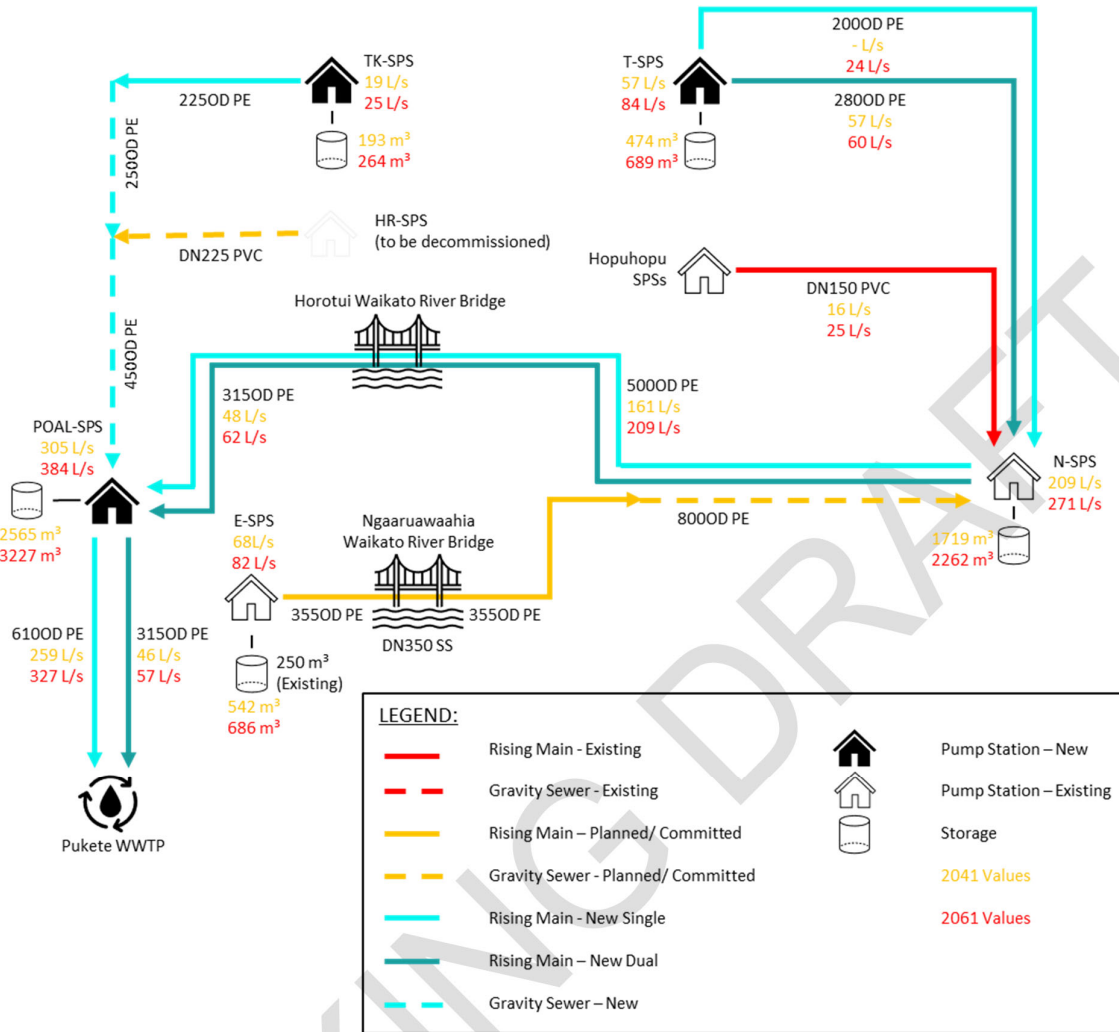 TK-SPS
19 L/s
25 L/s
225OD PE
193 m³
264 m³
250OD PE
T-SPS
57 L/s
84 L/s
474 m³
689 m³
200OD PE
- L/s
24 L/s
280OD PE
57 L/s
60 L/s
HR-SPS
(to be decommissioned)
DN225 PVC
Hopuhopu
SPSs
DN150 PVC
16 L/s
25 L/s
450OD PE
Horotui Waikato River Bridge
315OD PE
48 L/s
62 L/s
500OD PE
161 L/s
209 L/s
POAL-SPS
305 L/s
384 L/s
2565 m³
3227 m³
N-SPS
209 L/s
271 L/s
1719 m³
2262 m³
E-SPS
68L/s
82 L/s
Ngaaruawaahia
Waikato River Bridge
800OD PE
355OD PE
355OD PE
DN350 SS
250 m³
(Existing)
542 m³
686 m³
610OD PE
259 L/s
327 L/s
315OD PE
46 L/s
57 L/s
Pukete WWTP
LEGEND:
Rising Main - Existing
Gravity Sewer - Existing
Rising Main – Planned/ Committed
Gravity Sewer - Planned/ Committed
Rising Main - New Single
Rising Main – New Dual
Gravity Sewer – New
Pump Station – New
Pump Station – Existing
Storage
2041 Values
2061 Values
KING DRAFT